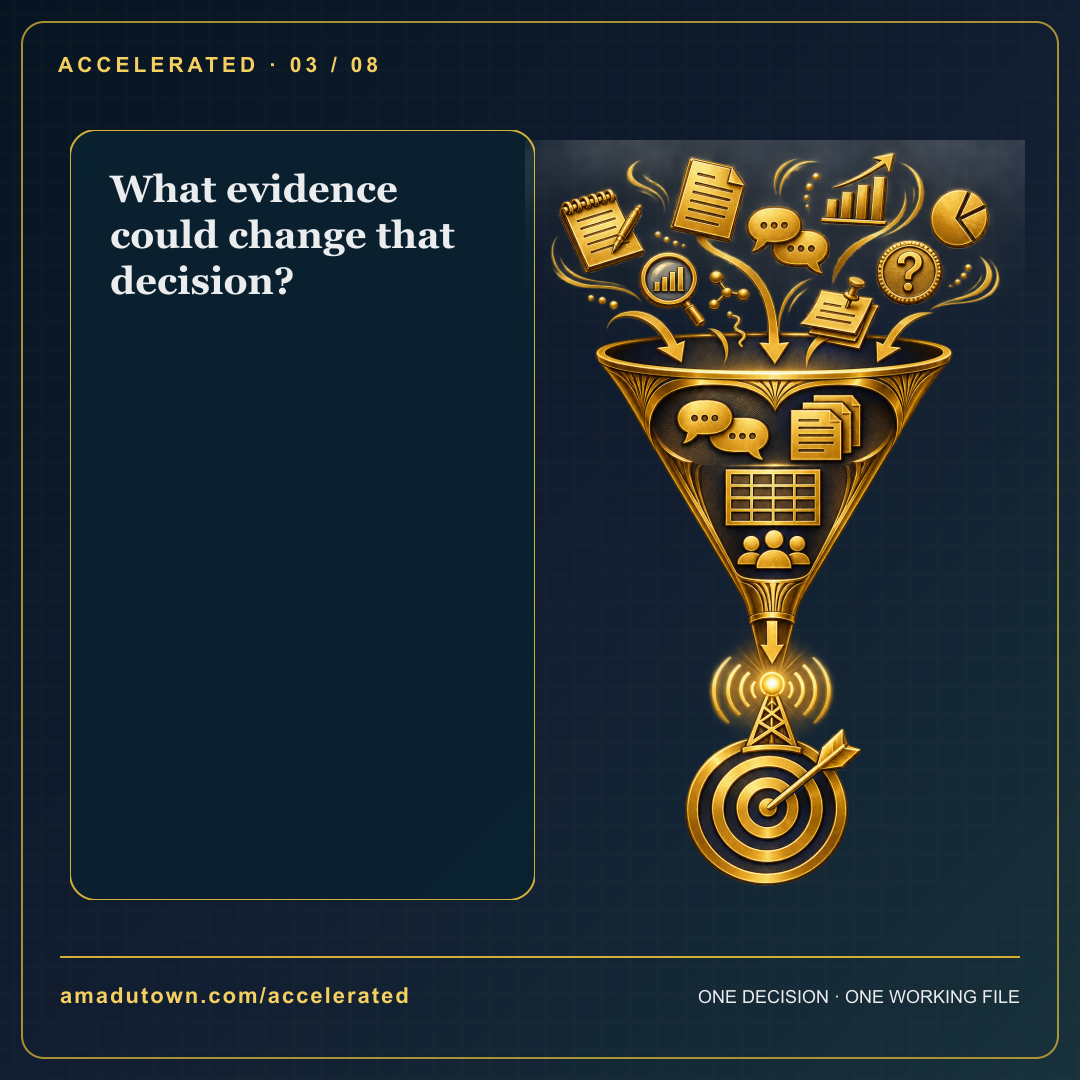 ACCELERATED · 03 / 08
What evidence
could change that
decision?
?
amadutown.com/accelerated
ONE DECISION · ONE WORKING FILE